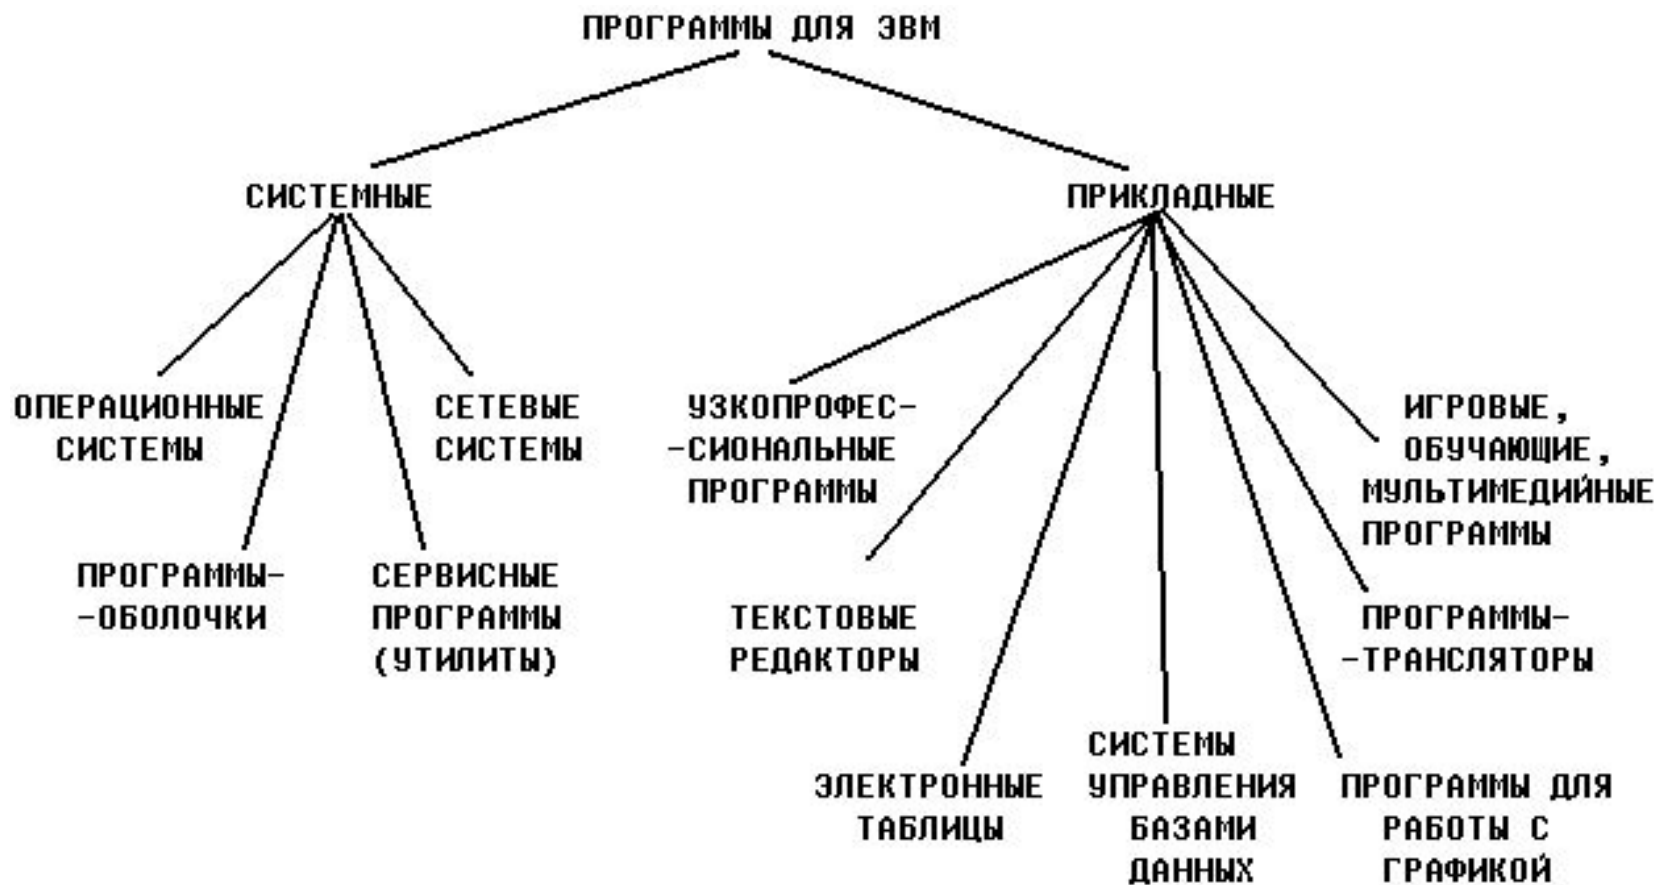 ПРОГРАММЫ ДЛЯ ЭВМ
СИСТЕМНЫЕ
ПРИКЛАДНЫЕ
ОПЕРАЦИОННЫЕ
СИСТЕМЫ
СЕТЕВЫЕ
СИСТЕМЫ
ПРОГРАММЫ-
-ОБОЛОЧКИ
СЕРВИСНЫЕ
ПРОГРАММЫ
(УТИЛИТЫ)
УЗКОПРОФЕС-
-СИОНАЛЬНЫЕ
ПРОГРАММЫ
ИГРОВЫЕ,
ОБУЧАЮЩИЕ,
МУЛЬТИМЕДИЙНЫЕ
ПРОГРАММЫ
ТЕКСТОВЫЕ
РЕДАКТОРЫ
ПРОГРАММЫ-
-ТРАНСЛЯТОРЫ
ЭЛЕКТРОННЫЕ
ТАБЛИЦЫ
СИСТЕМЫ
УПРАВЛЕНИЯ
БАЗАМИ
ДАННЫХ
ПРОГРАММЫ ДЛЯ
РАБОТЫ С
ГРАФИКОЙ